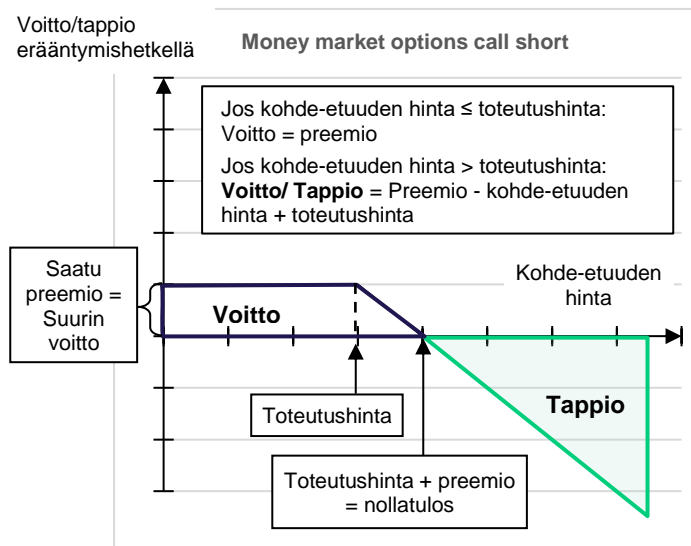 Voitto/tappio
erääntymishetkellä
Money market options call short
Jos kohde-etuuden hinta ≤ toteutushinta:
Voitto = preemio
Jos kohde-etuuden hinta > toteutushinta:
Voitto/ Tappio = Preemio - kohde-etuuden
hinta + toteutushinta
Saatu
preemio =
Suurin
voitto
Kohde-etuuden
hinta
Voitto
Toteutushinta
Tappio
Toteutushinta + preemio
= nollatulos